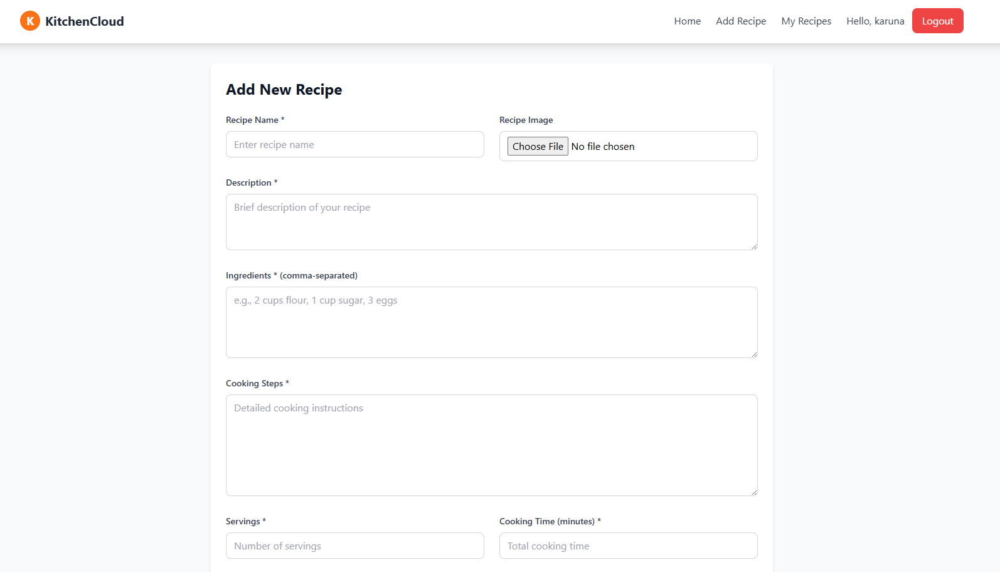 K KitchenCloud
Home Add Recipe My Recipes Hello, karuna Logout
Add New Recipe
Recipe Name * Recipe Image
Enter recipe name Choose File No file chosen
Description *
Brief description of your recipe
Ingredients * (comma-separated)
e.g., 2 cups flour, 1 cup sugar, 3 eggs
Cooking Steps *
Detailed cooking instructions
Servings * Cooking Time (minutes) *
Number of servings Total cooking time